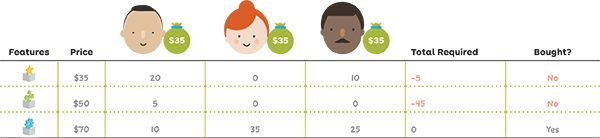 $35 $35 $35
Features Price Total Required Bought?
$35 20 0 10 -5 No
$50 5 0 0 -45 No
$70 10 35 25 0 Yes